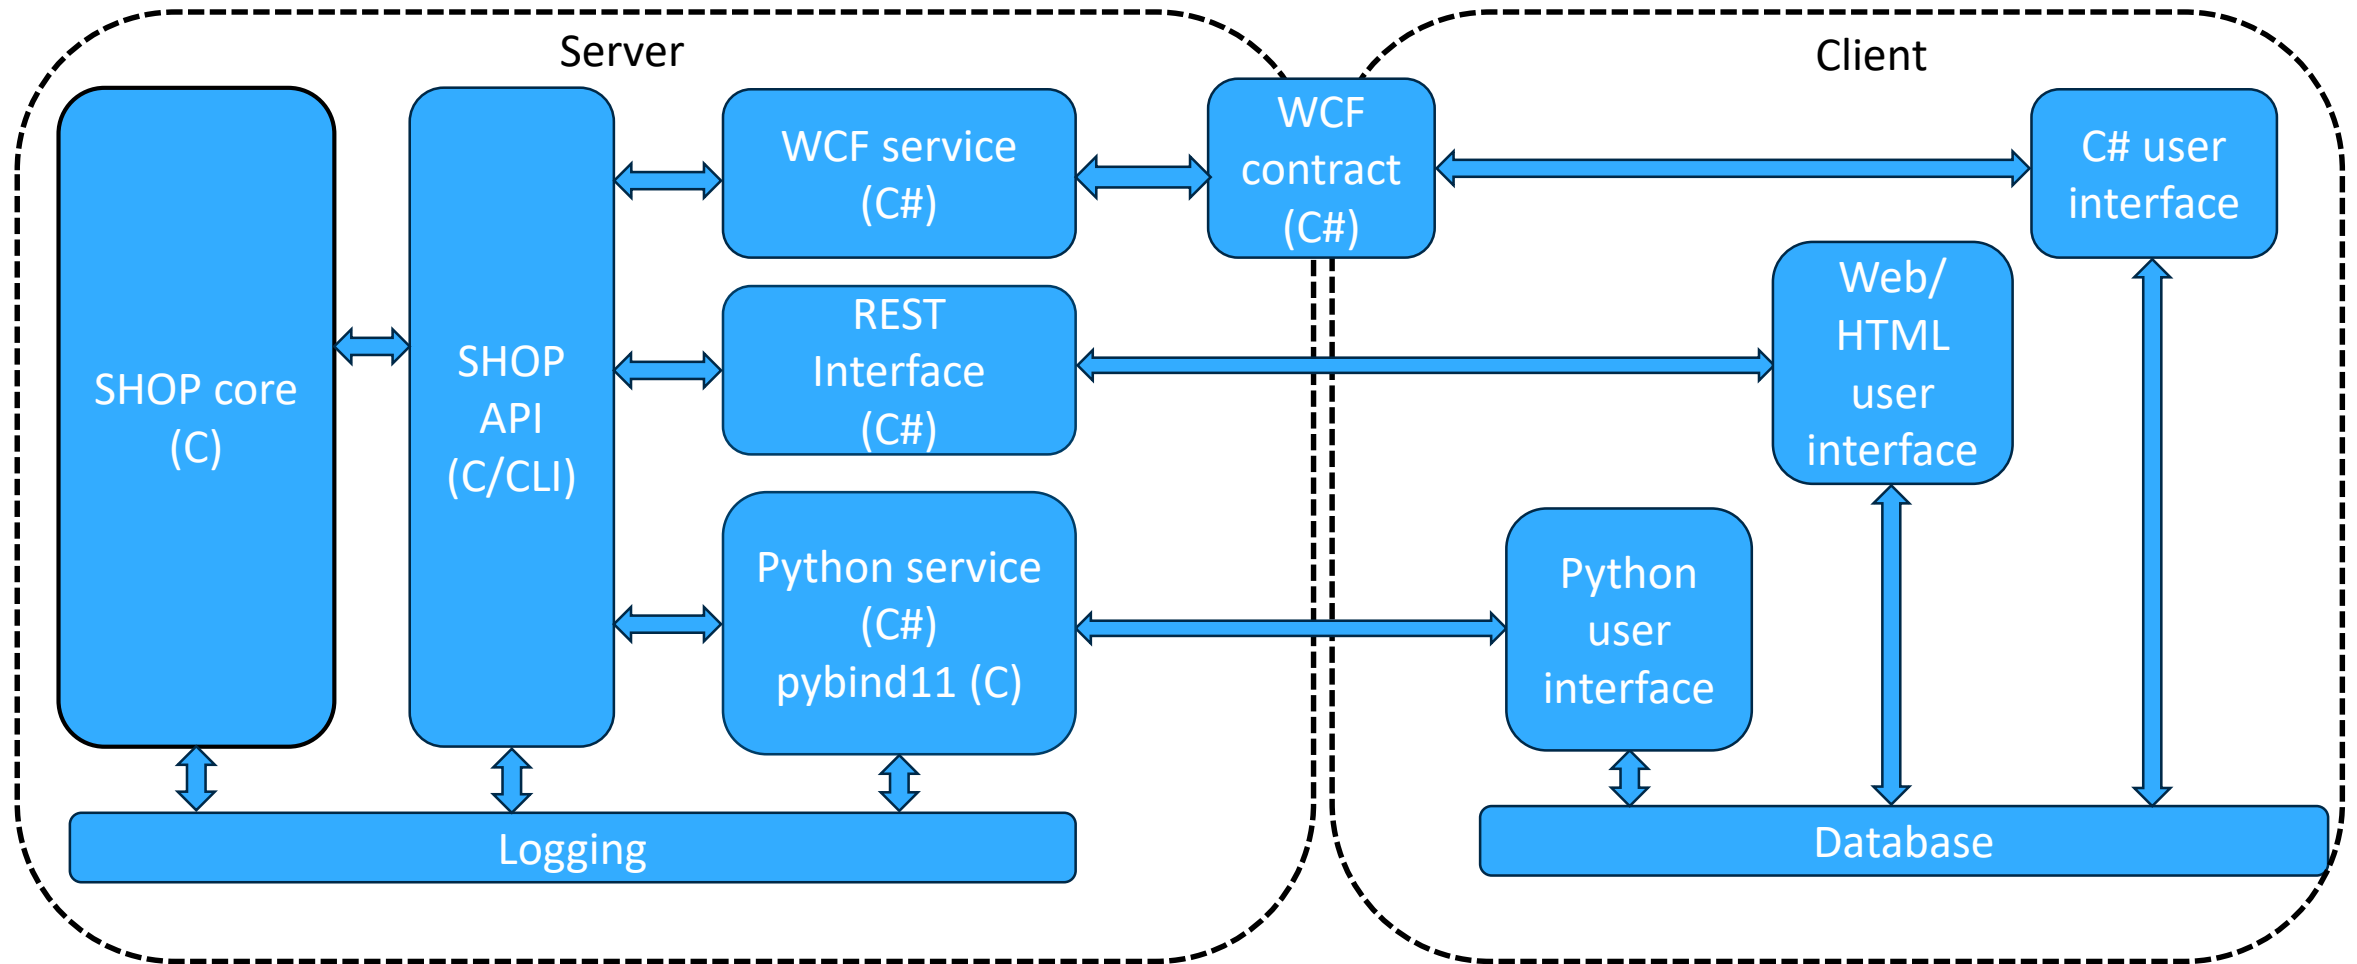 Server
Client
SHOP core
(C)
SHOP
API
(C/CLI)
WCF service
(C#)
REST
Interface
(C#)
Python service
(C#)
pybind11 (C)
Logging
WCF
contract
(C#)
C# user
interface
Web/
HTML
user
interface
Python
user
interface
Database